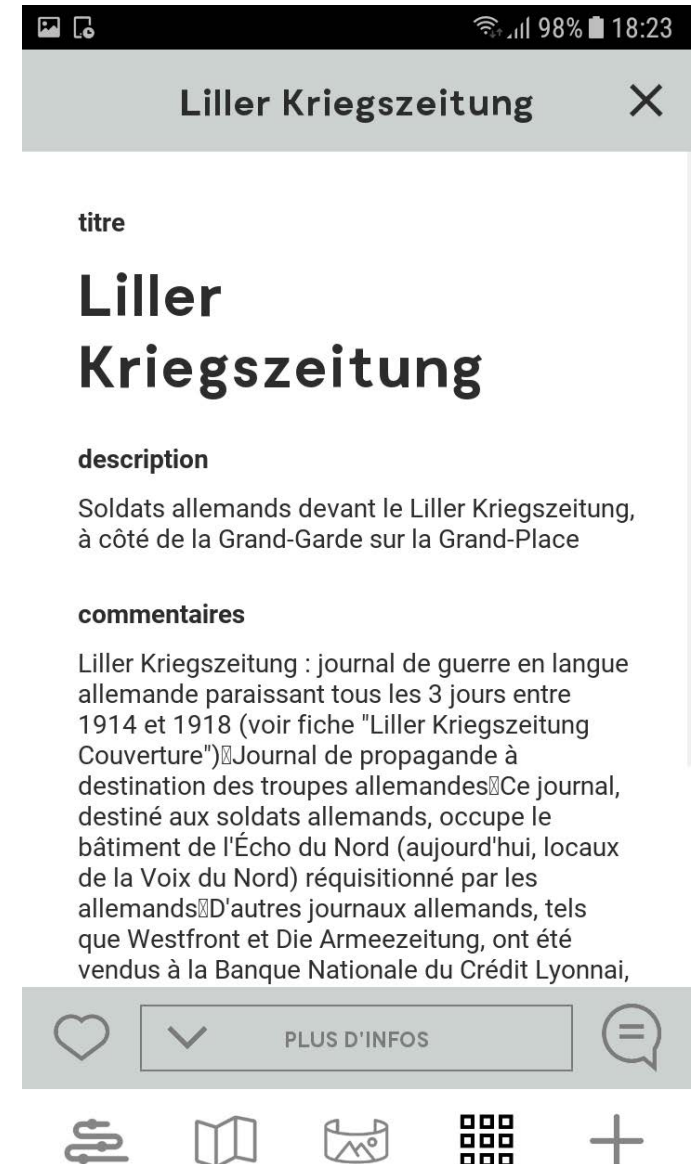 98% 18:23
Liller Kriegszeitung
titre
Liller
Kriegszeitung
description
Soldats allemands devant le Liller Kriegszeitung,
à côté de la Grand-Garde sur la Grand-Place
commentaires
Liller Kriegszeitung : journal de guerre en langue
allemande paraissant tous les 3 jours entre
1914 et 1918 (voir fiche "Liller Kriegszeitung
Couverture")Journal de propagande à
destination des troupes allemandesCe journal,
destiné aux soldats allemands, occupe le
bâtiment de l'Écho du Nord (aujourd'hui, locaux
de la Voix du Nord) réquisitionné par les
allemandsD'autres journaux allemands, tels
que Westfront et Die Armeezeitung, ont été
vendus à la Banque Nationale du Crédit Lyonnai,
PLUS D'INFOS